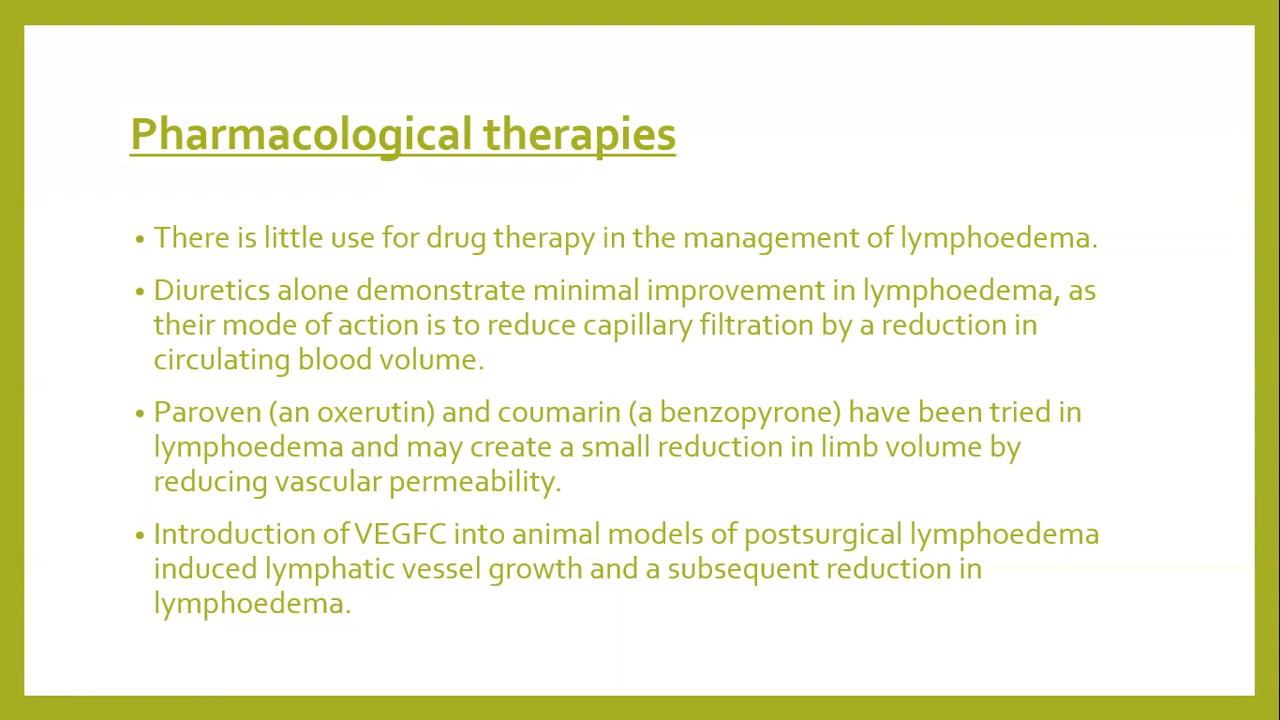 Pharmacological therapies
• There is little use for drug therapy in the management of lymphoedema.
• Diuretics alone demonstrate minimal improvement in lymphoedema, as
their mode of action is to reduce capillary filtration by a reduction in
circulating blood volume.
• Paroven (an oxerutin) and coumarin (a benzopyrone) have been tried in
lymphoedema and may create a small reduction in limb volume by
reducing vascular permeability.
• Introduction of VEGFC into animal models of postsurgical lymphoedema
induced lymphatic vessel growth and a subsequent reduction in
lymphoedema.